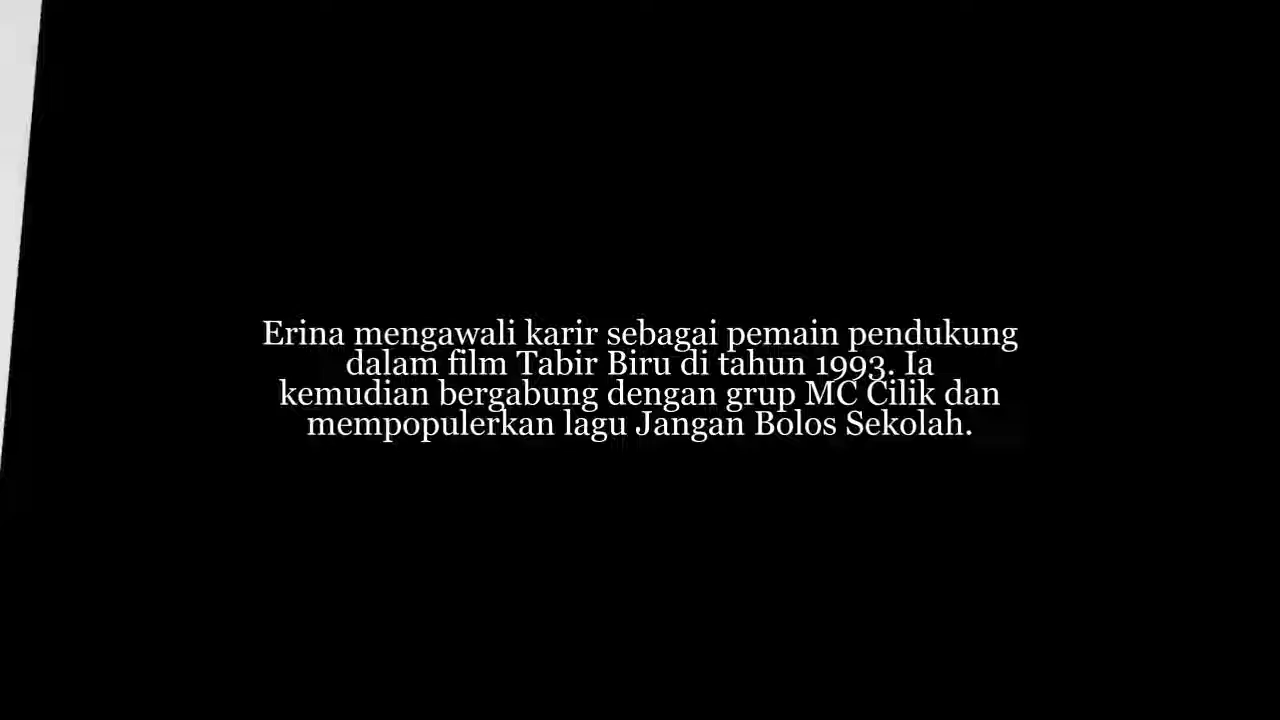 Erina mengawali karir sebagai pemain pendukung
dalam film Tabir Biru di tahun 1993. Ia
kemudian bergabung dengan grup MC Cilik dan
mempopulerkan lagu Jangan Bolos Sekolah.